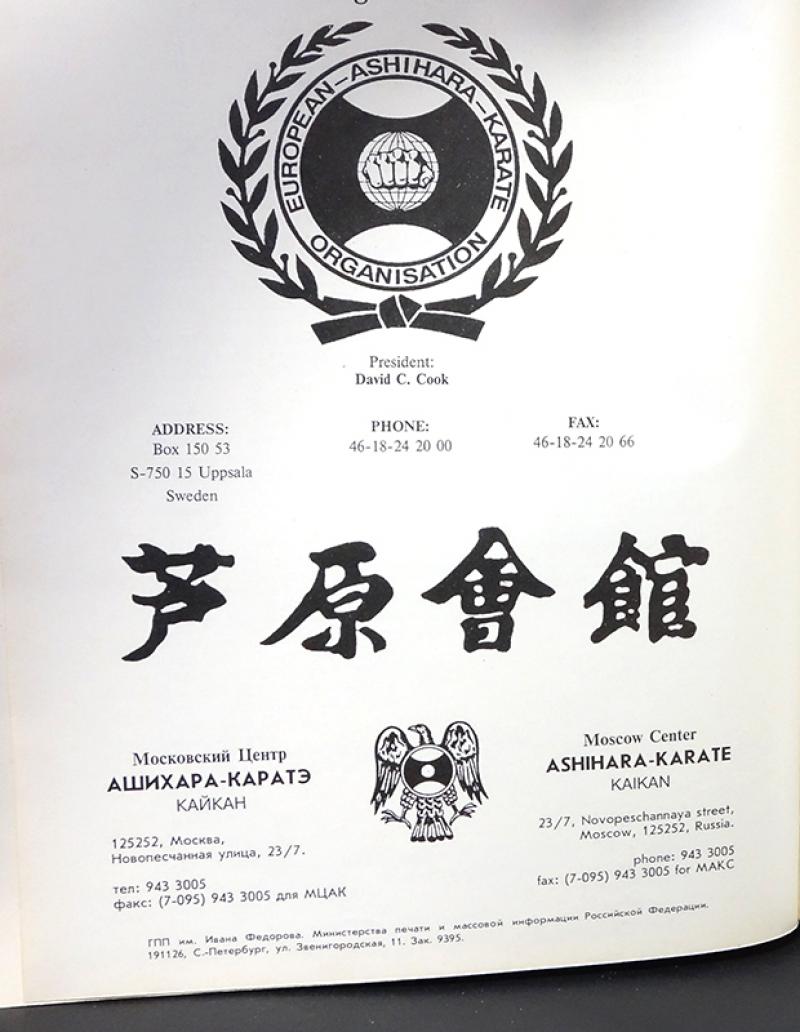 EUROPEAN-ASHIHARA-KARATE
ORGANISATION
President:
David C. Cook
ADDRESS:
Box 150 53
S-750 15 Uppsala
Sweden
PHONE:
46-18-24 20 00
FAX:
46-18-24 20 66
芦原會館
Московский Центр
АШИХАРА-КАРАТЭ
КАЙКАН
125252, Москва,
Новопесчанная улица, 23/7.
тел: 943 3005
факс: (7-095) 943 3005 для МЦАК
Moscow Center
ASHIHARA-KARATE
KAIKAN
23/7, Novopeschannaya street,
Moscow, 125252, Russia.
phone: 943 3005
fax: (7-095) 943 3005 for МАКС
ГПП им. Ивана Федорова. Министерства печати и массовой информации Российской Федерации.
191126, С.-Петербург, ул. Звенигородская, 11. Зак. 9395.